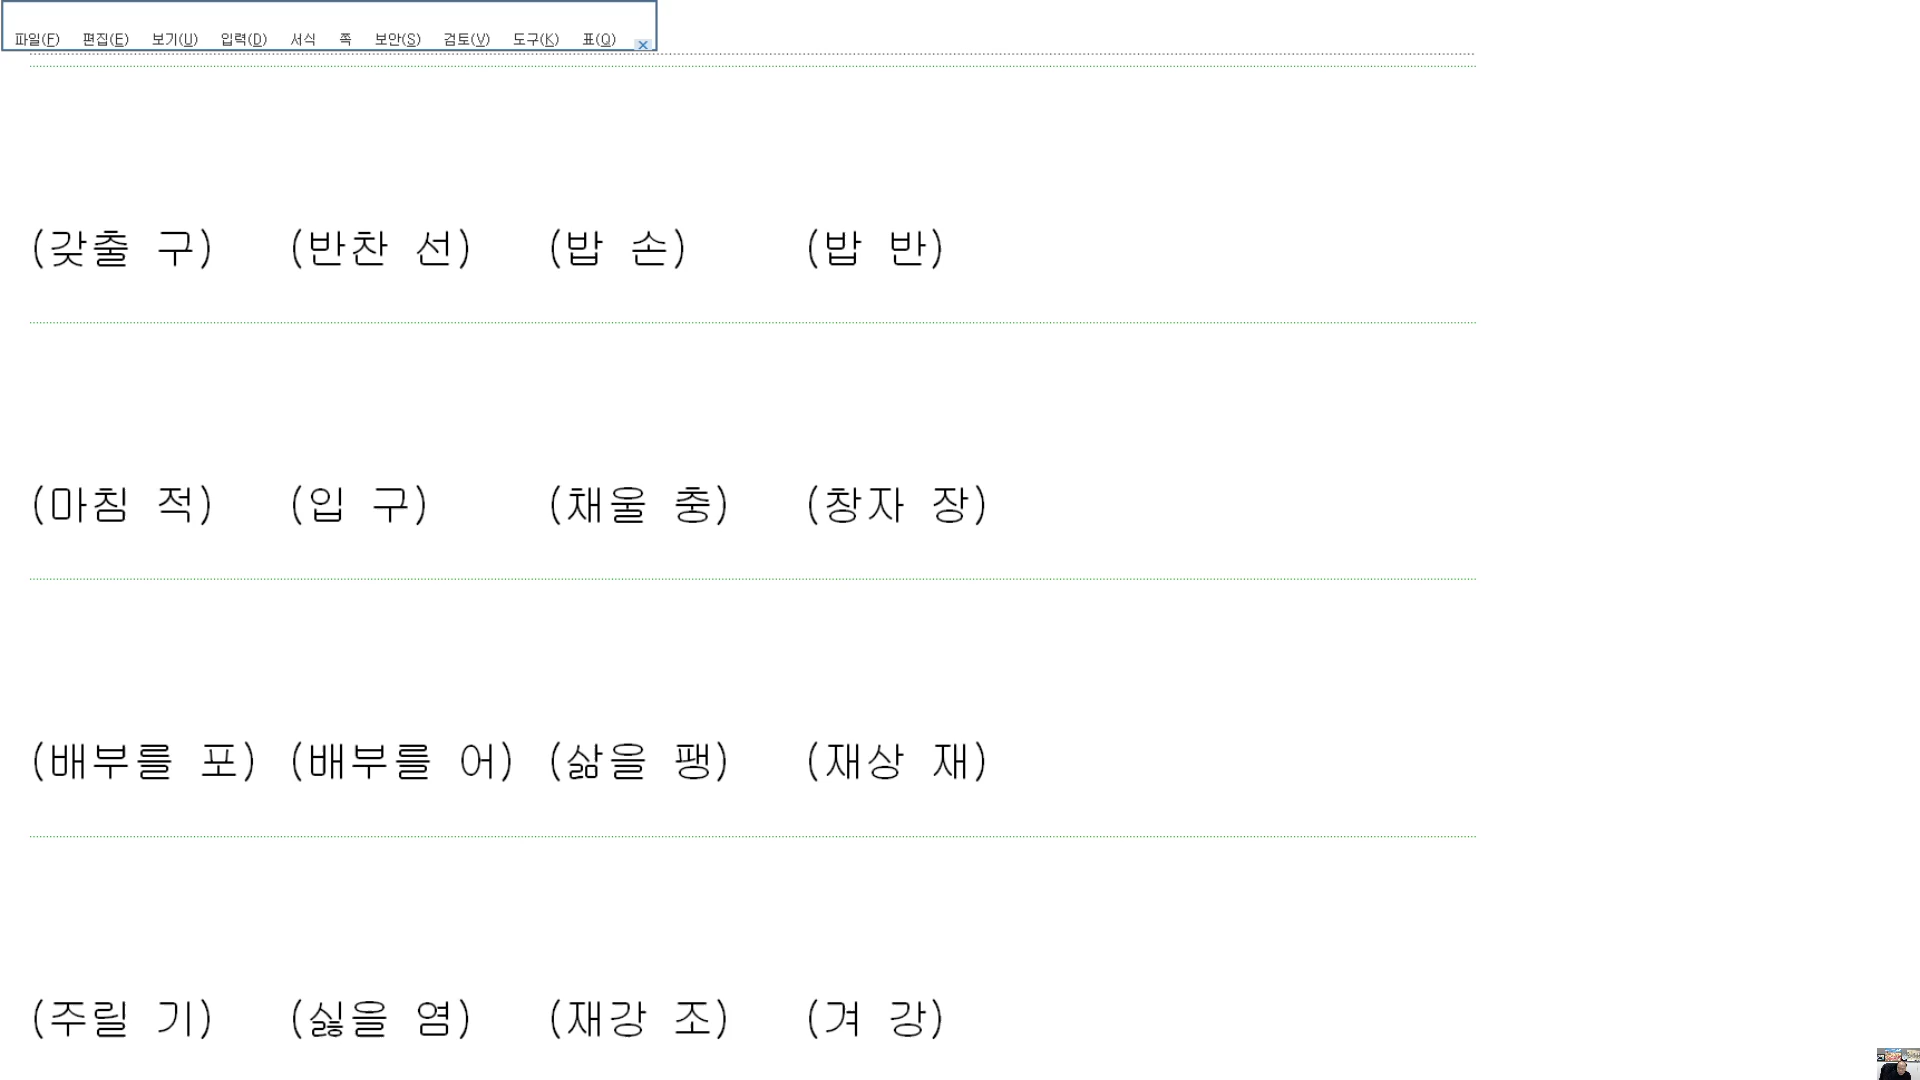 파일(F) 편집(E) 보기(U) 입력(D) 서식 쪽 보안(S) 검토(V) 도구(K) 표(Q)
(갖출 구) (반찬 선) (밥 손) (밥 반)
(마침 적) (입 구) (채울 충) (창자 장)
(배부를 포) (배부를 어) (삶을 팽) (재상 재)
(주릴 기) (싫을 염) (재강 조) (겨 강)